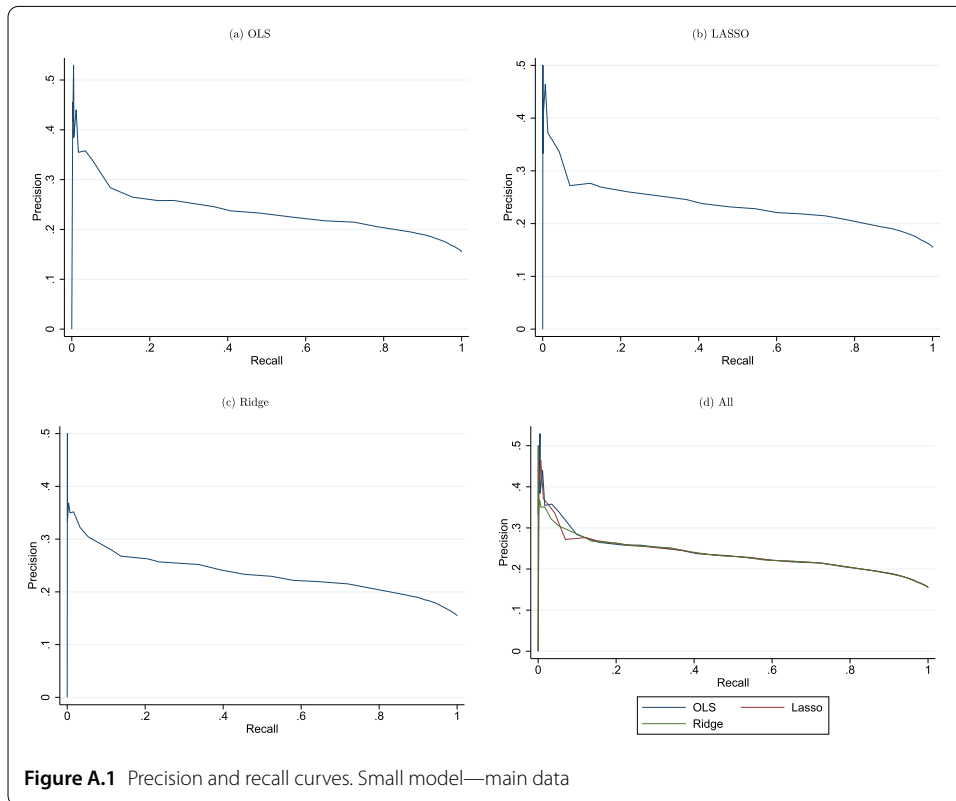 (a) OLS
Precision
.5
.4
.3
.2
.1
0
0 .2 .4 .6 .8 1
Recall
(b) LASSO
Precision
.5
.4
.3
.2
.1
0
0 .2 .4 .6 .8 1
Recall
(c) Ridge
Precision
.5
.4
.3
.2
.1
0
0 .2 .4 .6 .8 1
Recall
(d) All
Precision
.5
.4
.3
.2
.1
0
0 .2 .4 .6 .8 1
Recall
OLS Lasso
Ridge
Figure A.1 Precision and recall curves. Small model—main data